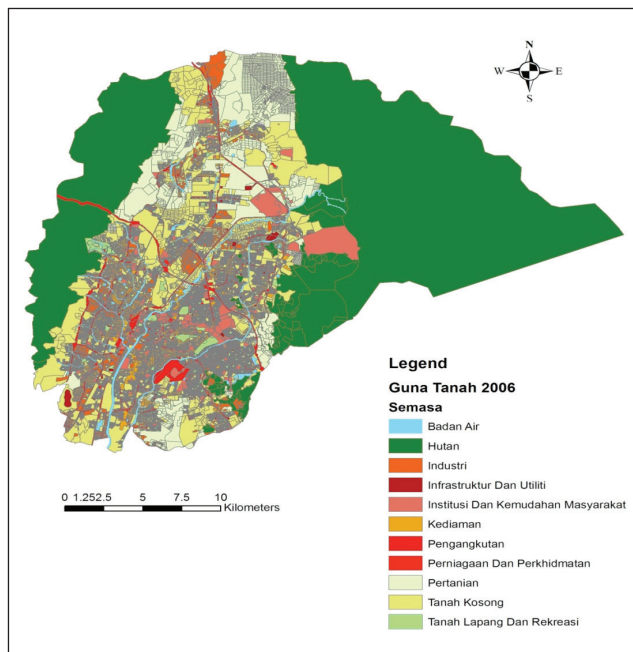 N
W E
S
Legend
Guna Tanah 2006
Semasa
Badan Air
Hutan
Industri
Infrastruktur Dan Utiliti
Institusi Dan Kemudahan Masyarakat
Kediaman
Pengangkutan
Perniagaan Dan Perkhidmatan
Pertanian
Tanah Kosong
Tanah Lapang Dan Rekreasi
0 1.252.5 5 7.5 10
Kilometers